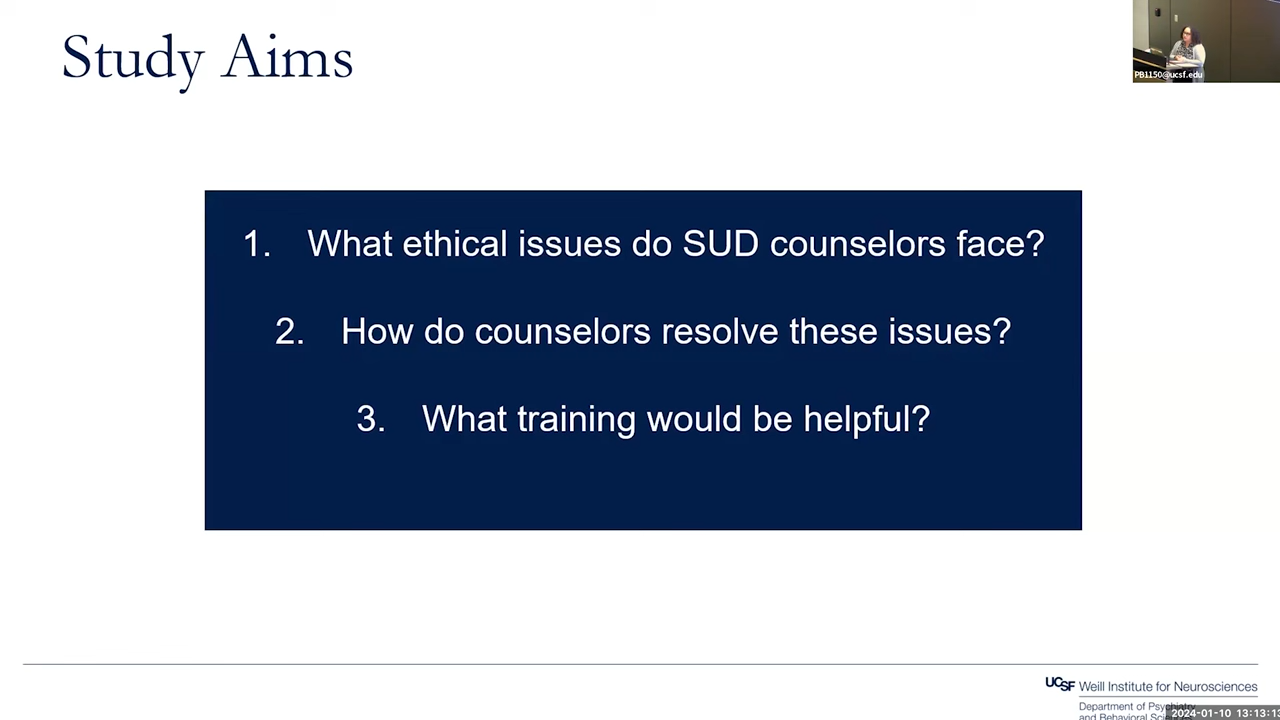 Study Aims
PB1150@ucsf.edu
1. What ethical issues do SUD counselors face?
2. How do counselors resolve these issues?
3. What training would be helpful?
UCSF Weill Institute for Neurosciences
Department of Psychiatry
and Behavioral
2024-01-10 13:13:13